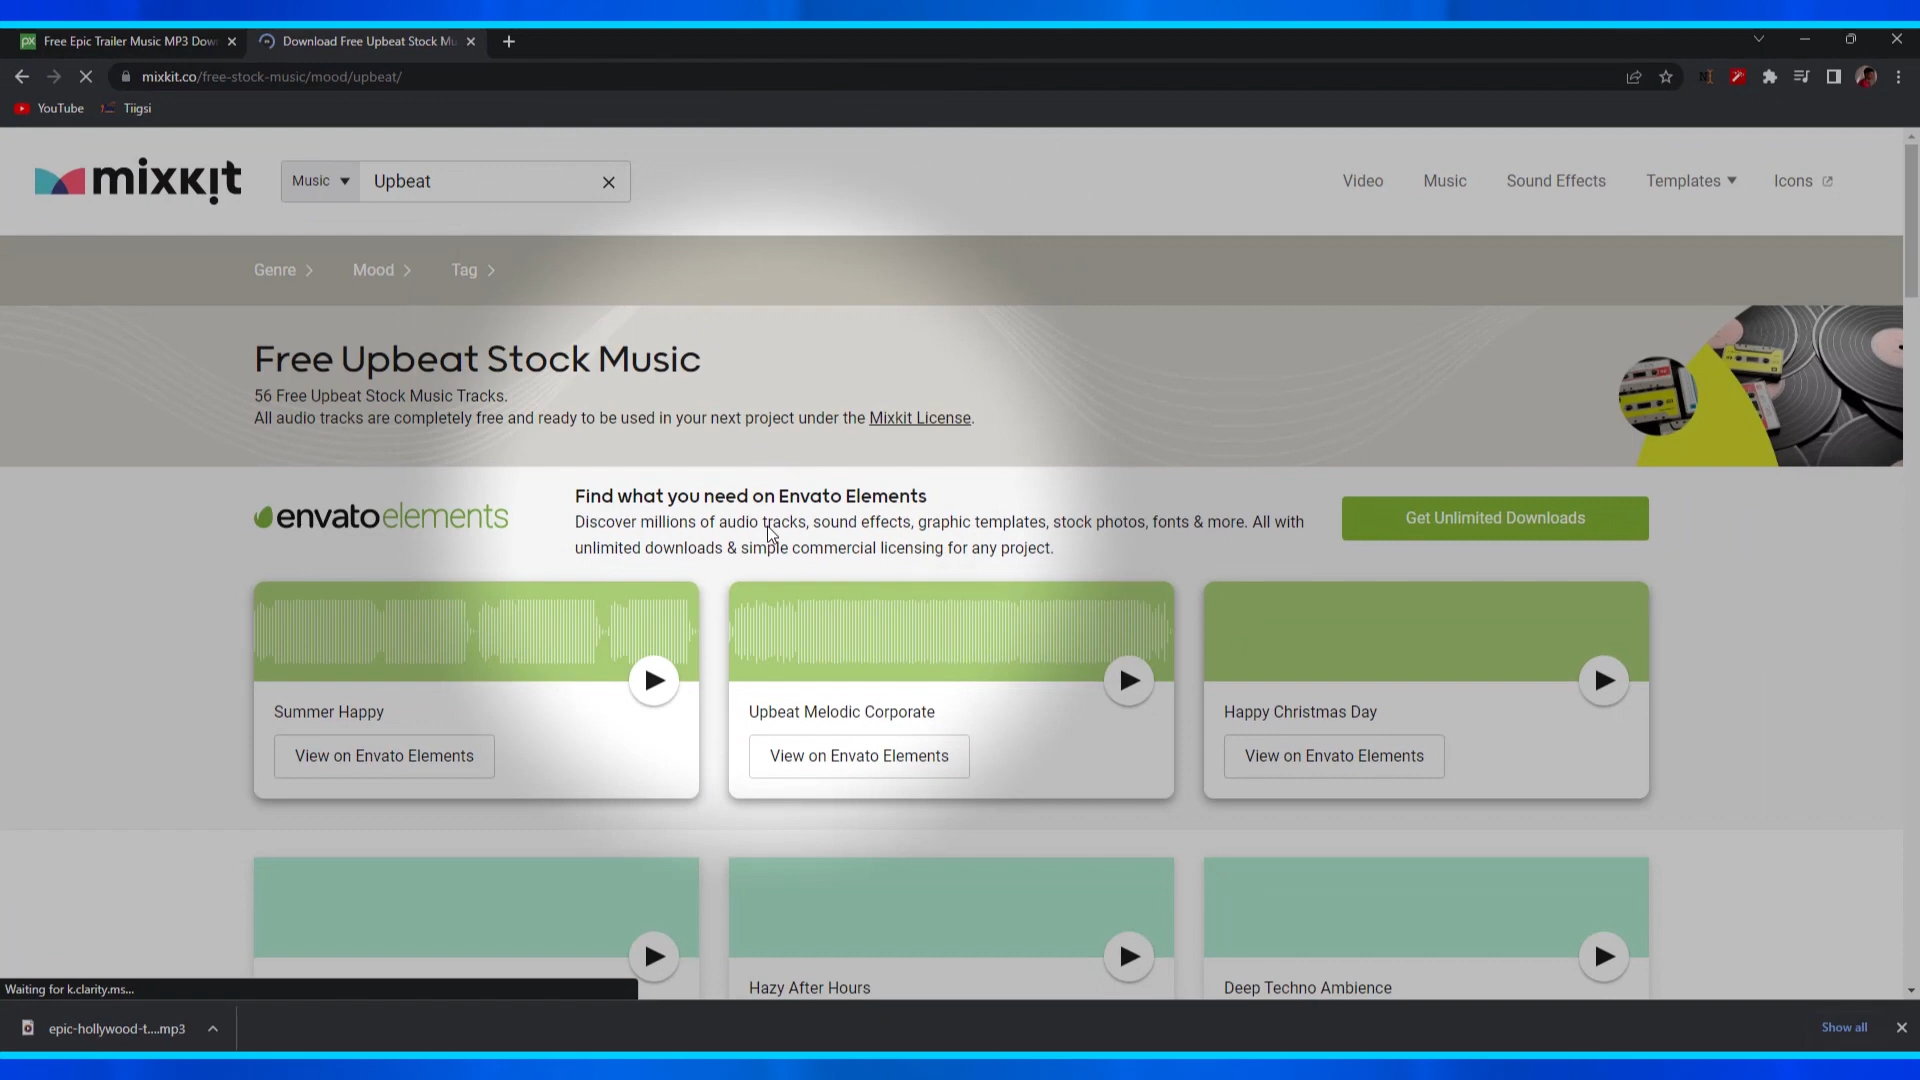 Free Epic Trailer Music MP3 Down
Download Free Upbeat Stock Mu
mixkit.co/free-stock-music/mood/upbeat/
YouTube
Tiigsi
mixkit
Music
Upbeat
Video
Music
Sound Effects
Templates
Icons
Genre
Mood
Tag
Free Upbeat Stock Music
56 Free Upbeat Stock Music Tracks.
All audio tracks are completely free and ready to be used in your next project under the Mixkit License.
envato elements
Find what you need on Envato Elements
Discover millions of audio tracks, sound effects, graphic templates, stock photos, fonts & more. All with
unlimited downloads & simple commercial licensing for any project.
Get Unlimited Downloads
Summer Happy
View on Envato Elements
Upbeat Melodic Corporate
View on Envato Elements
Happy Christmas Day
View on Envato Elements
Hazy After Hours
Deep Techno Ambience
Waiting for k.clarity.ms...
epic-hollywood-t....mp3
Show all